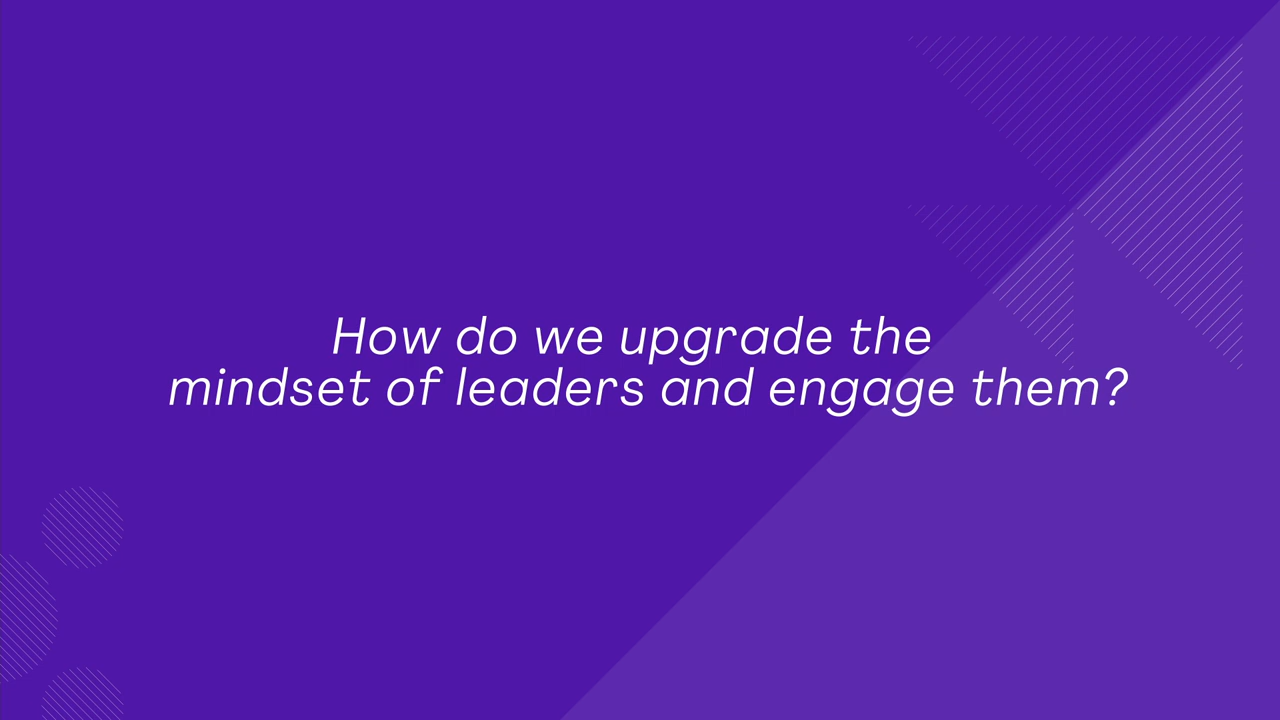 How do we upgrade the
mindset of leaders and engage them?